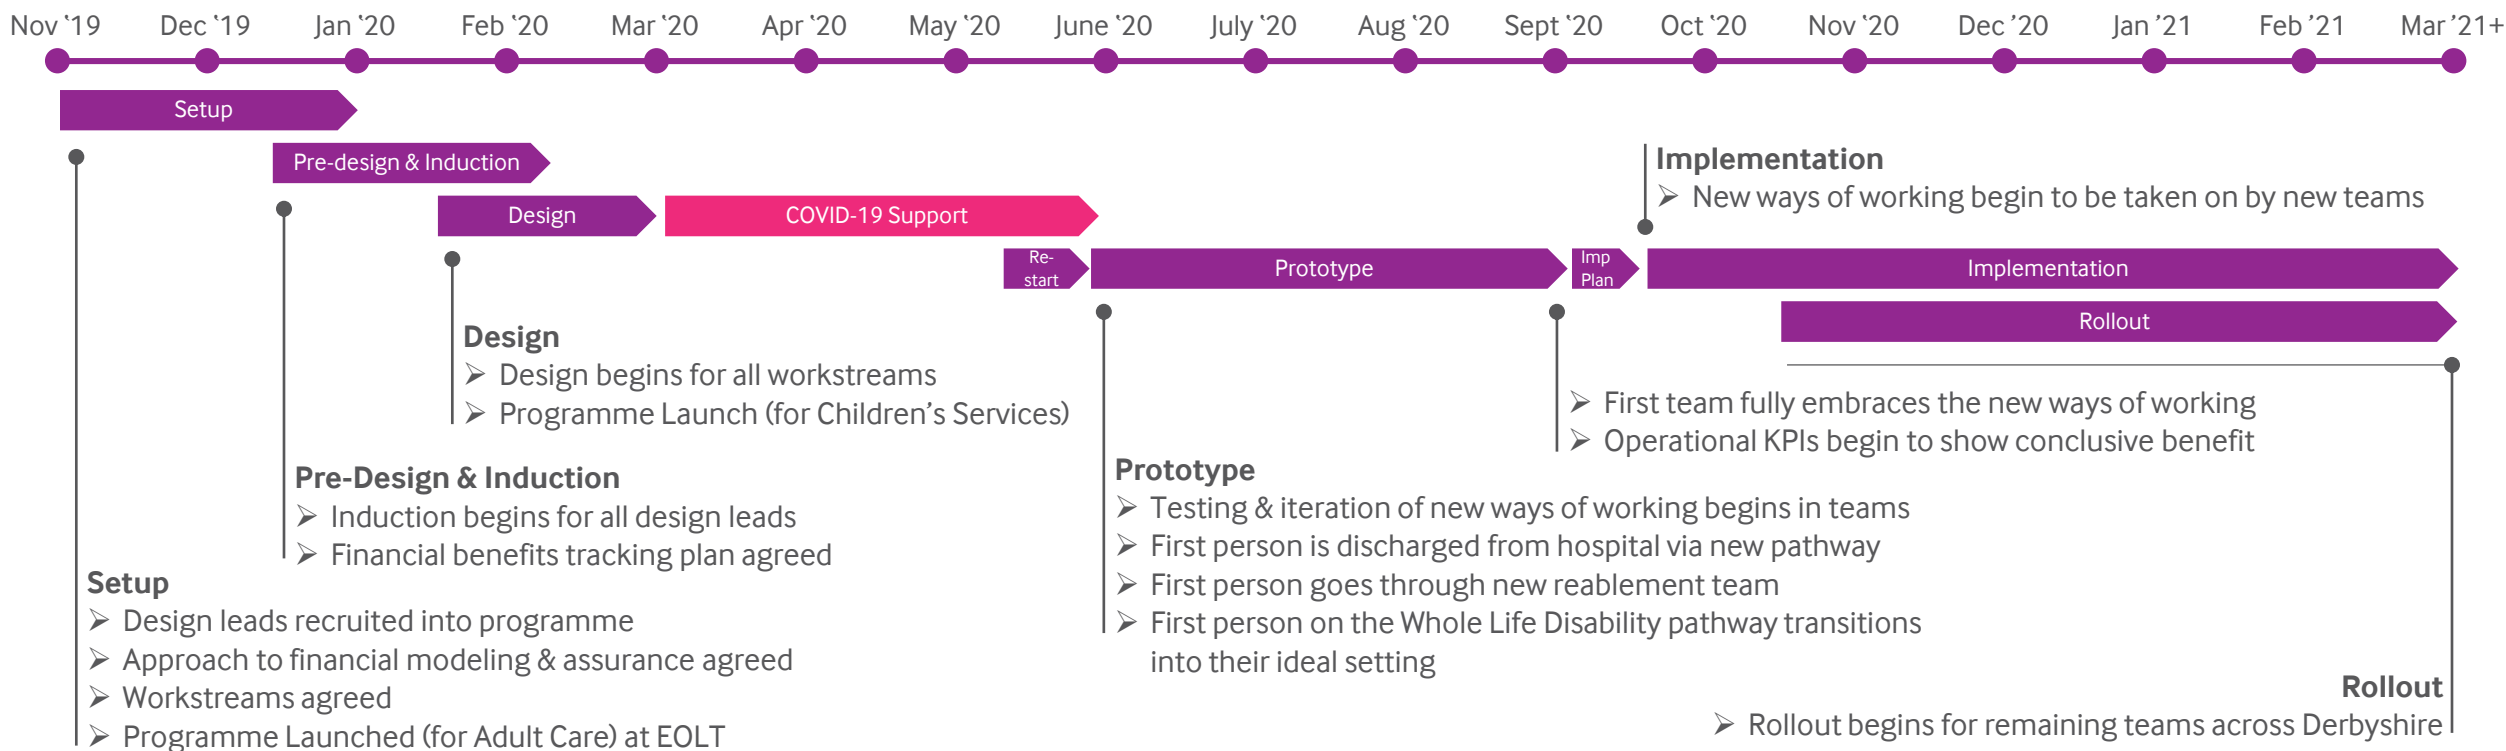 Nov ‘19 Dec ‘19 Jan ‘20 Feb ‘20 Mar ‘20 Apr ‘20 May ‘20 June ‘20 July ‘20 Aug ‘20 Sept ‘20 Oct ‘20 Nov ‘20 Dec ‘20 Jan ’21 Feb ’21 Mar ’21+
Setup
Pre-design & Induction
Design
COVID-19 Support
Re-
start
Prototype
Imp
Plan
Implementation
Rollout
Implementation
➢ New ways of working begin to be taken on by new teams
Design
➢ Design begins for all workstreams
➢ Programme Launch (for Children’s Services)
➢ First team fully embraces the new ways of working
➢ Operational KPIs begin to show conclusive benefit
Pre-Design & Induction
➢ Induction begins for all design leads
➢ Financial benefits tracking plan agreed
Prototype
➢ Testing & iteration of new ways of working begins in teams
➢ First person is discharged from hospital via new pathway
➢ First person goes through new reablement team
➢ First person on the Whole Life Disability pathway transitions
into their ideal setting
Setup
➢ Design leads recruited into programme
➢ Approach to financial modeling & assurance agreed
➢ Workstreams agreed
➢ Programme Launched (for Adult Care) at EOLT
Rollout
➢ Rollout begins for remaining teams across Derbyshire